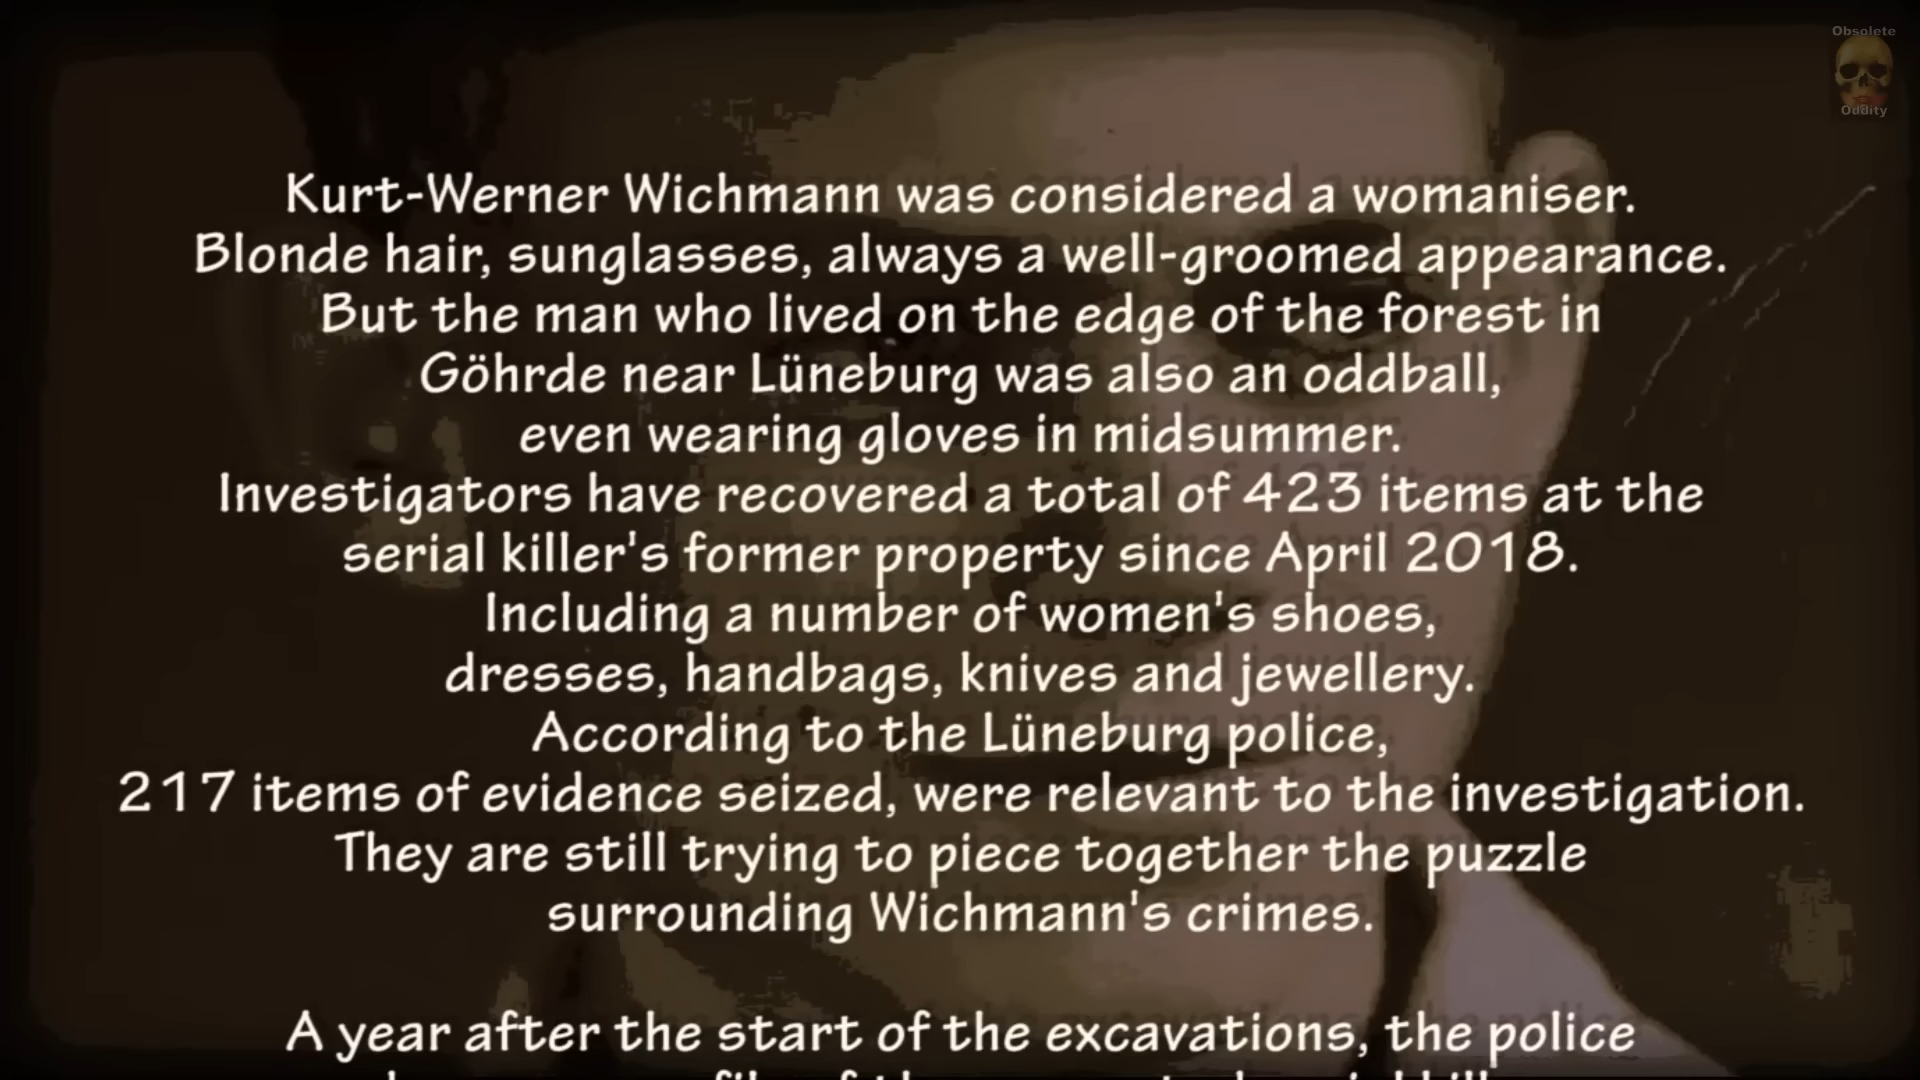 Obsolete
Oddity
Kurt-Werner Wichmann was considered a womaniser.
Blonde hair, sunglasses, always a well-groomed appearance.
But the man who lived on the edge of the forest in
Göhrde near Lüneburg was also an oddball,
even wearing gloves in midsummer.
Investigators have recovered a total of 423 items at the
serial killer's former property since April 2018.
Including a number of women's shoes,
dresses, handbags, knives and jewellery.
According to the Lüneburg police,
217 items of evidence seized, were relevant to the investigation.
They are still trying to piece together the puzzle
surrounding Wichmann's crimes.
A year after the start of the excavations, the police